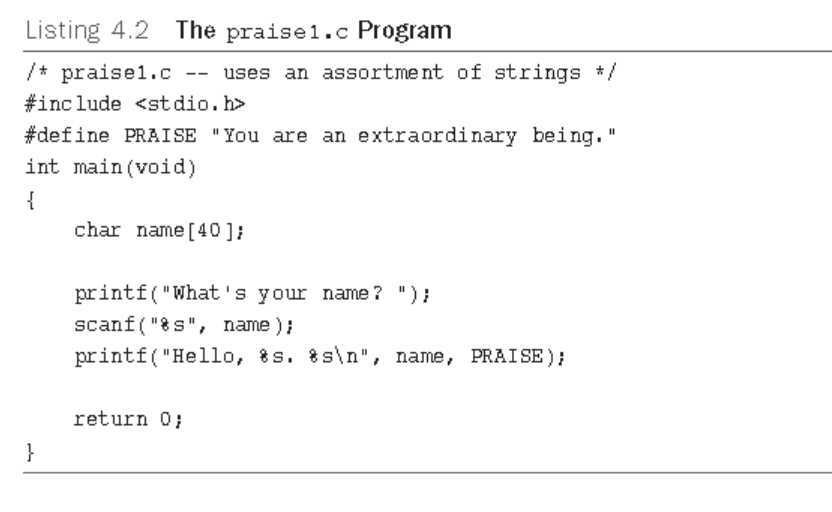 Listing 4.2 The praise1.c Program
/* praise1.c -- uses an assortment of strings */
#include <stdio.h>
#define PRAISE "You are an extraordinary being."
int main(void)
{
char name[40];
printf("What's your name? ");
scanf("%s", name);
printf("Hello, %s. %s\n", name, PRAISE);
return 0;
}